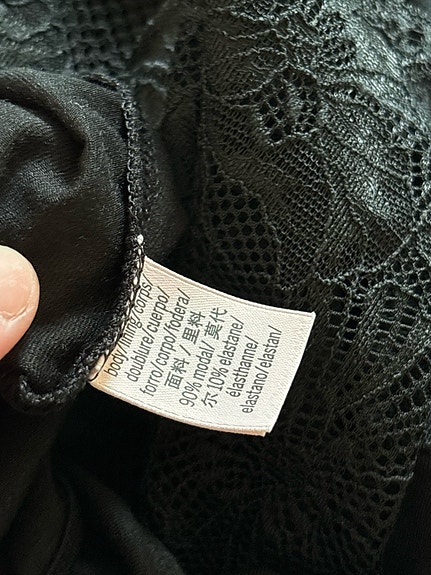 body lining/corps/
doublure/cuerpo/
forro/corpo/fodera/
面料 / 里料
90% modal/ 莫代
尔 10% elastane/
élasthanne/
elastano/ elastan/